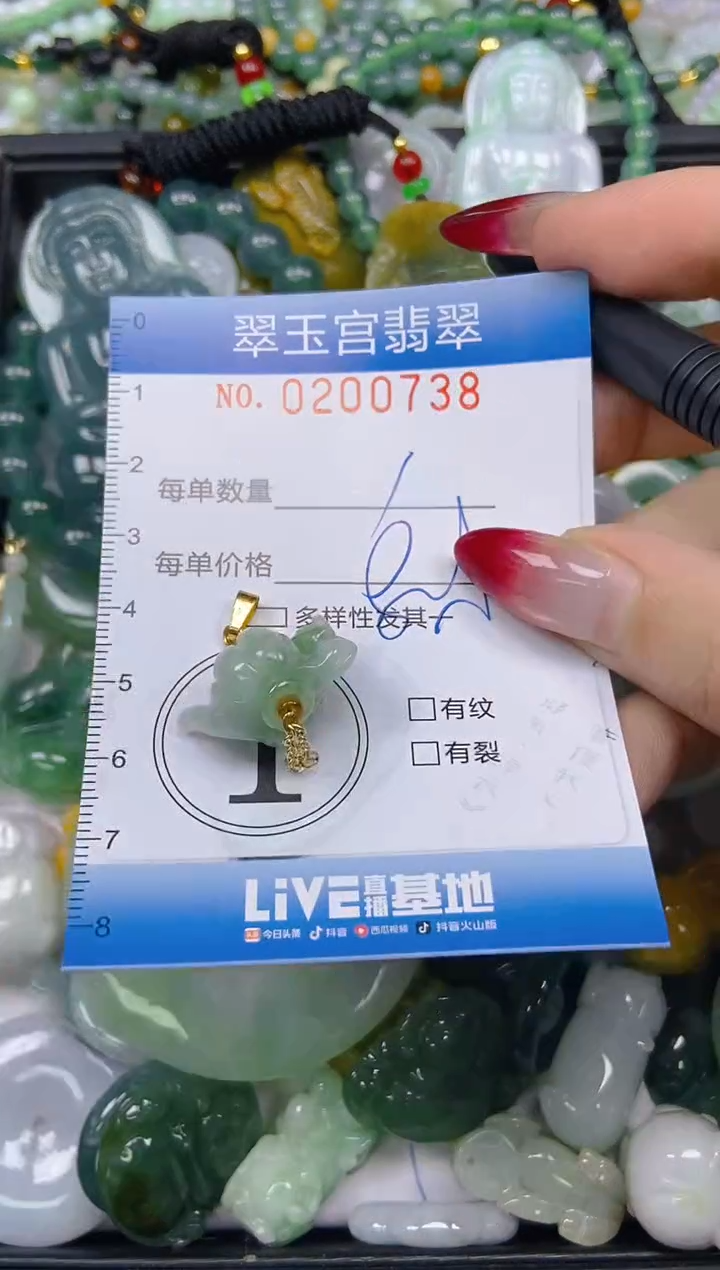 0
翠玉宫翡翠
NO. 0200738
1
2
每单数量
3
每单价格
4
多样性发其一
5
有纹
6
有裂
1
7
LiVE直播基地
8
今日头条 抖音 西瓜视频 抖音火山版